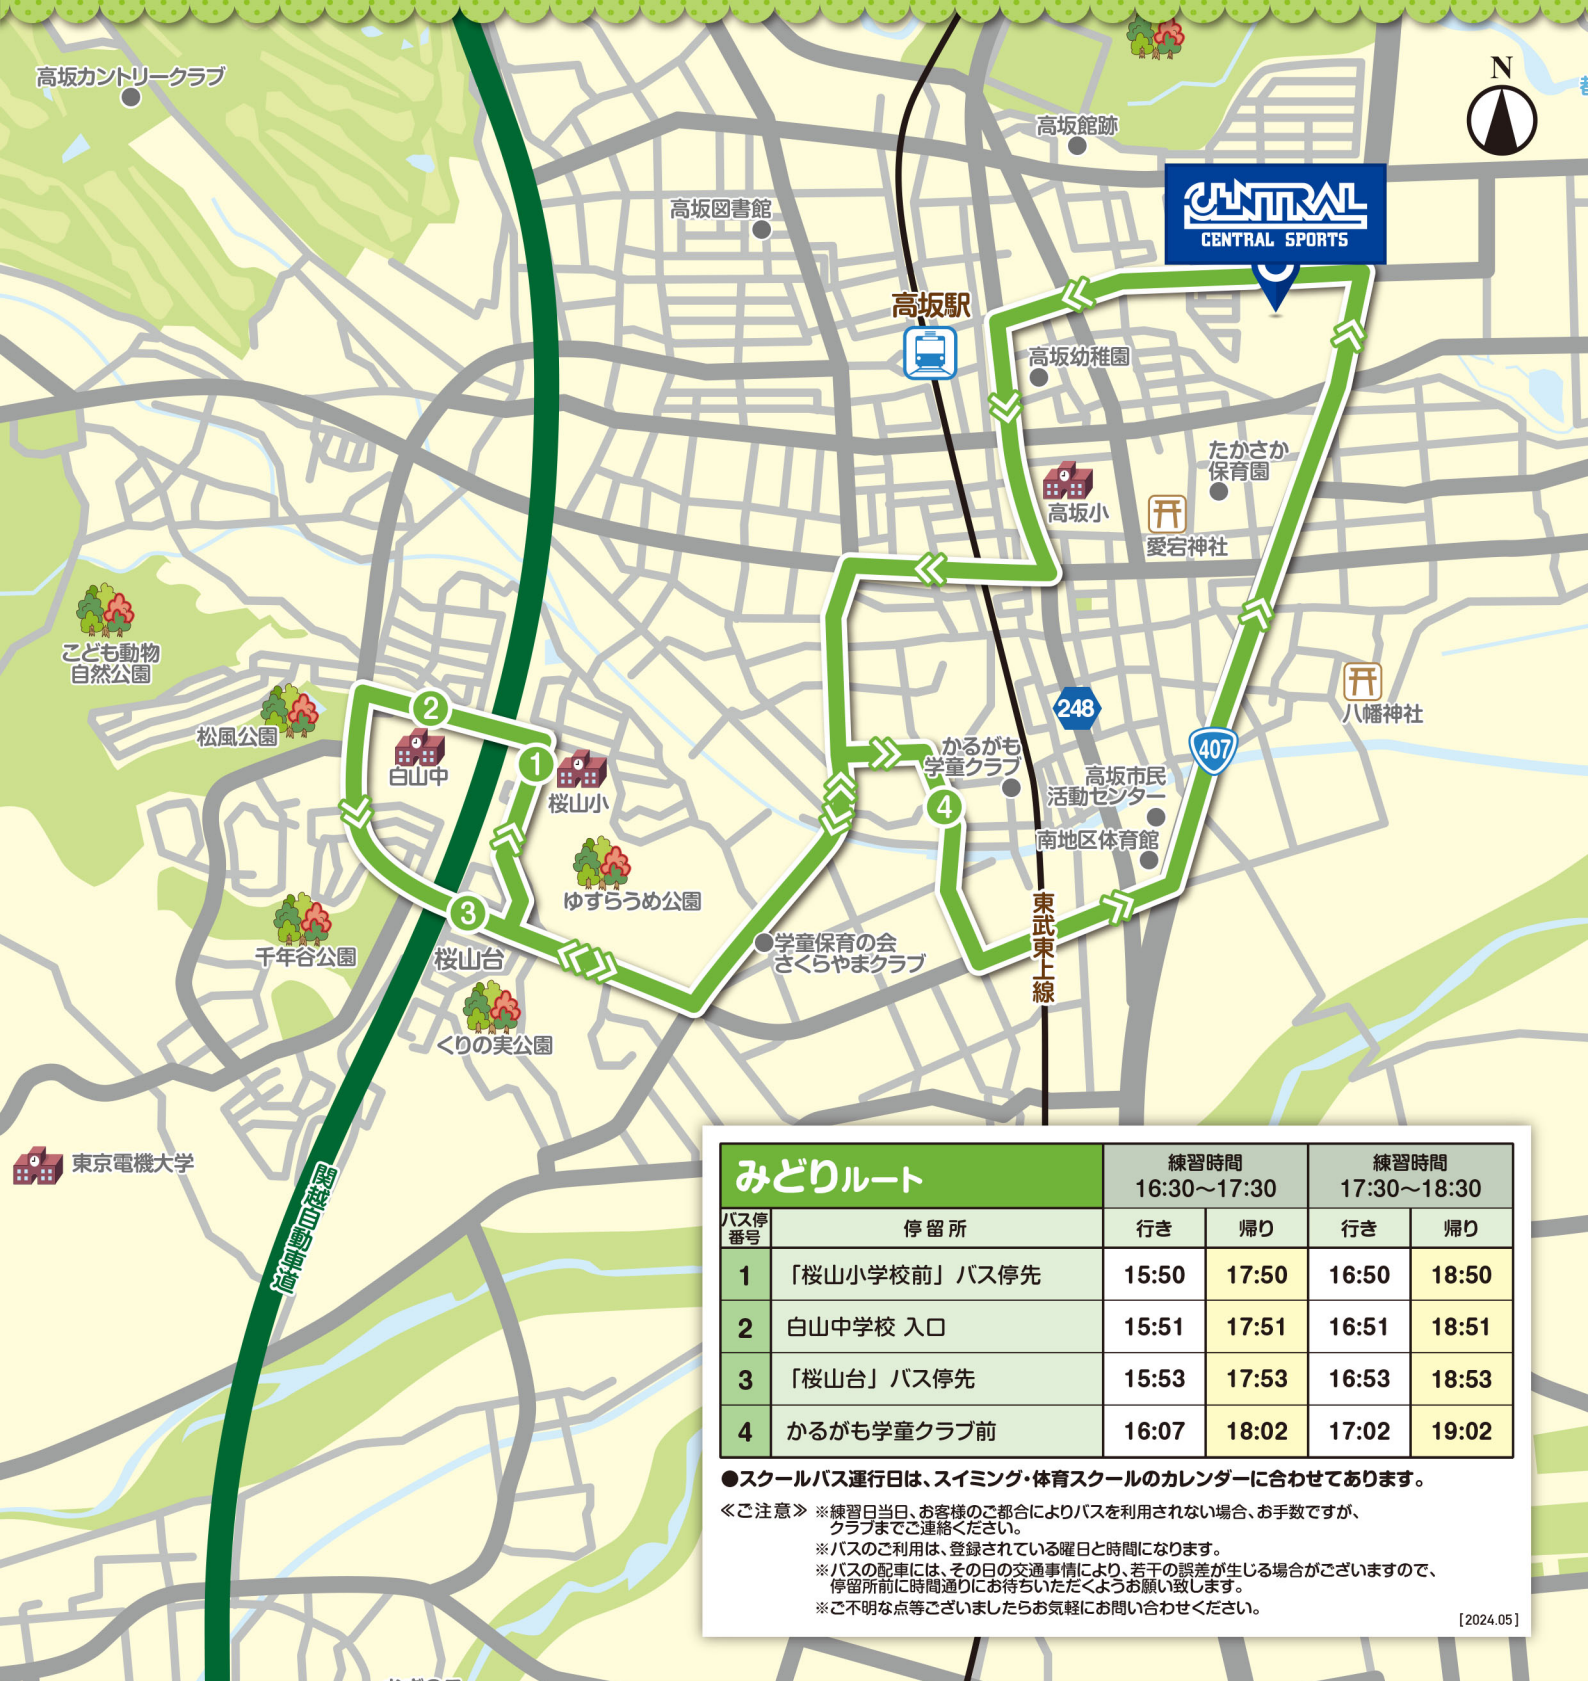 高坂カントリークラブ
N
高坂館跡
高坂図書館
CENTRAL
CENTRAL SPORTS
高坂駅
高坂幼稚園
たかさか
保育園
高坂小
愛宕神社
こども動物
自然公園
松風公園
2
白山中
1
桜山小
八幡神社
248
407
かるがも
学童クラブ
4
高坂市民
活動センター
南地区体育館
ゆすらうめ公園
3
千年谷公園
桜山台
学童保育の会
さくらやまクラブ
東武東上線
くりの実公園
東京電機大学
関越自動車道
みどりルート
練習時間
16:30～17:30
練習時間
17:30～18:30
バス停
番号
停留所 行き 帰り 行き 帰り
1 「桜山小学校前」バス停先 15:50 17:50 16:50 18:50
2 白山中学校 入口 15:51 17:51 16:51 18:51
3 「桜山台」バス停先 15:53 17:53 16:53 18:53
4 かるがも学童クラブ前 16:07 18:02 17:02 19:02
●スクールバス運行日は、スイミング・体育スクールのカレンダーに合わせてあります。
≪ご注意≫ ※練習日当日、お客様のご都合によりバスを利用されない場合、お手数ですが、
クラブまでご連絡ください。
※バスのご利用は、登録されている曜日と時間になります。
※バスの配車には、その日の交通事情により、若干の誤差が生じる場合がございますので、
停留所前に時間通りにお待ちいただくようお願い致します。
※ご不明な点等ございましたらお気軽にお問い合わせください。
[2024.05]